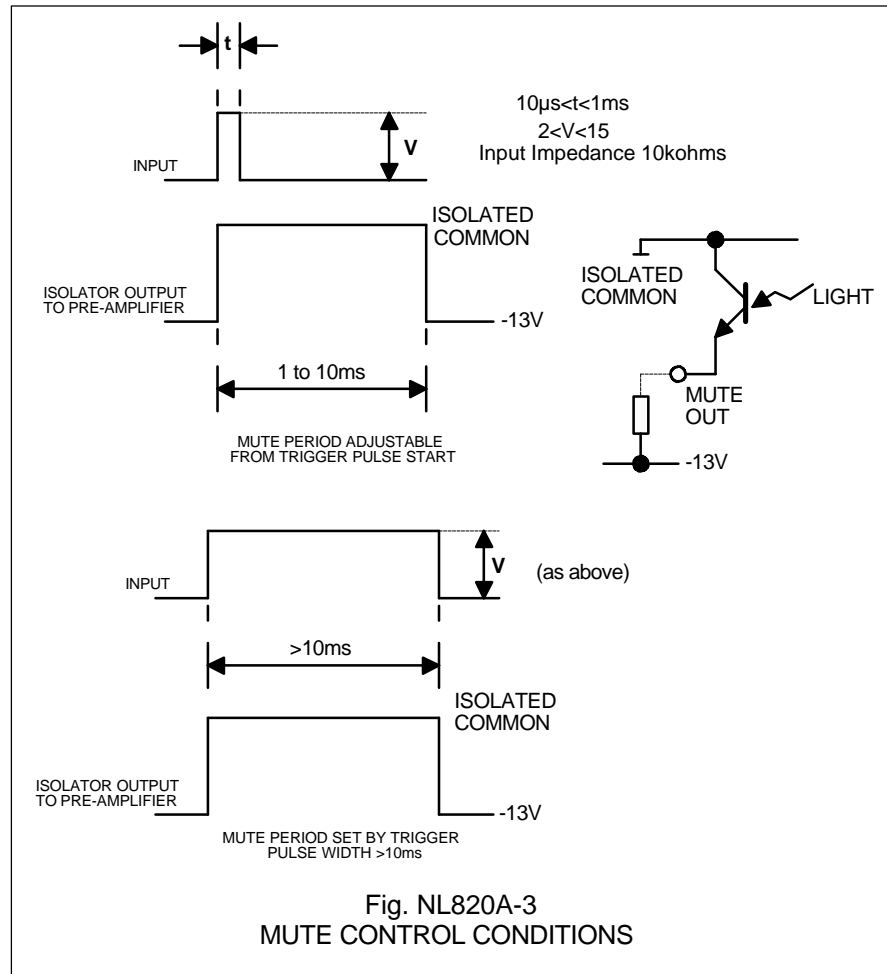 t
10µs<t<1ms
2<V<15
Input Impedance 10kohms
V
INPUT
ISOLATED
COMMON
ISOLATOR OUTPUT
TO PRE-AMPLIFIER
-13V
1 to 10ms
MUTE PERIOD ADJUSTABLE
FROM TRIGGER PULSE START
ISOLATED
COMMON
LIGHT
MUTE
OUT
-13V
V
(as above)
INPUT
>10ms
ISOLATED
COMMON
ISOLATOR OUTPUT
TO PRE-AMPLIFIER
-13V
MUTE PERIOD SET BY TRIGGER
PULSE WIDTH >10ms
Fig. NL820A-3
MUTE CONTROL CONDITIONS